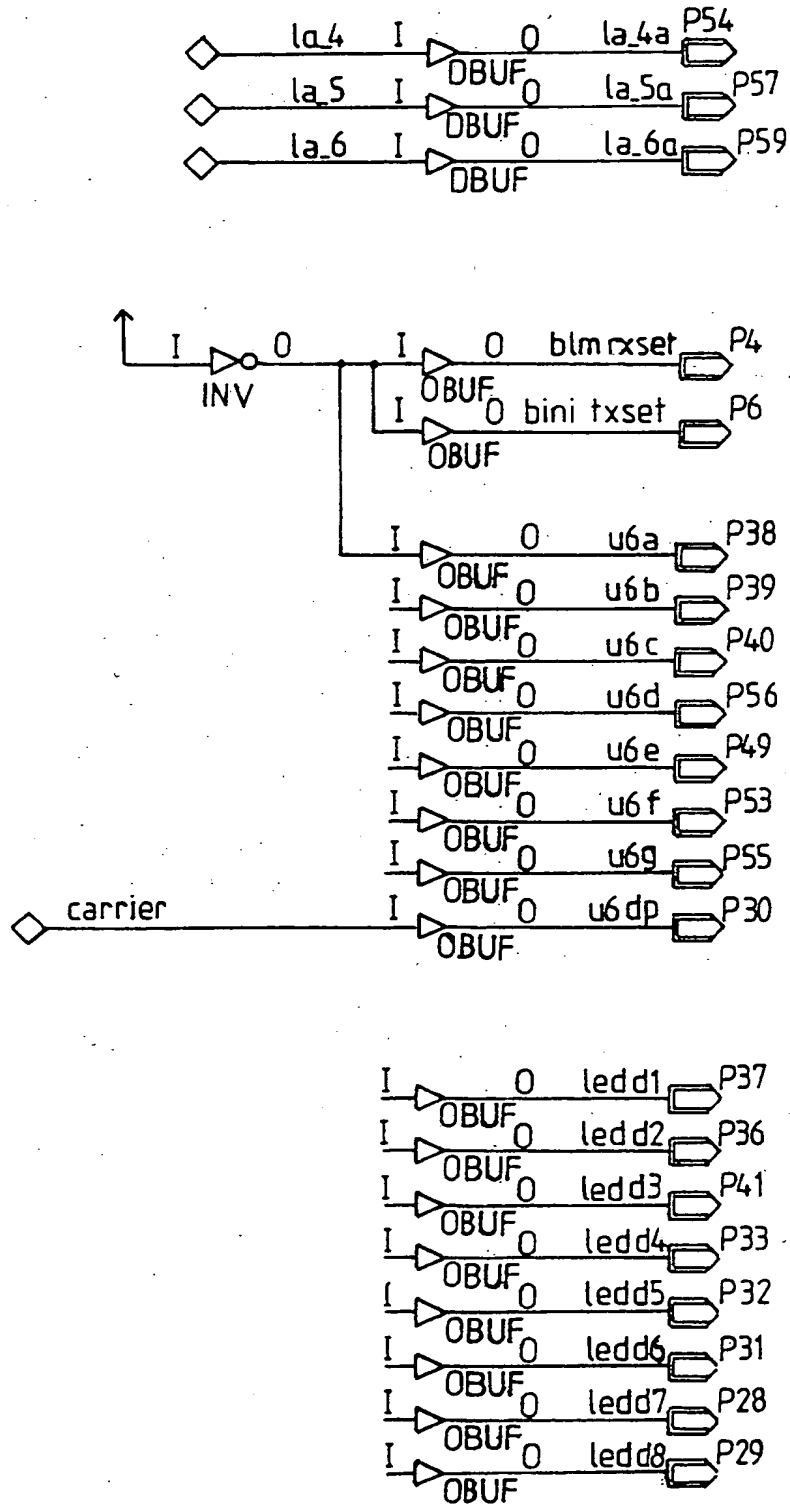 la_4 I O la_4a P54
DBUF
la_5 I O la_5a P57
DBUF
la_6 I O la_6a P59
DBUF
I O I O blmrxset P4
INV OBUF
I O bini txset P6
OBUF
I O u6a P38
OBUF
I O u6b P39
OBUF
I O u6c P40
OBUF
I O u6d P56
OBUF
I O u6e P49
OBUF
I O u6f P53
OBUF
I O u6g P55
OBUF
carrier I O u6dp P30
OBUF
I O ledd1 P37
OBUF
I O ledd2 P36
OBUF
I O ledd3 P41
OBUF
I O ledd4 P33
OBUF
I O ledd5 P32
OBUF
I O ledd6 P31
OBUF
I O ledd7 P28
OBUF
I O ledd8 P29
OBUF